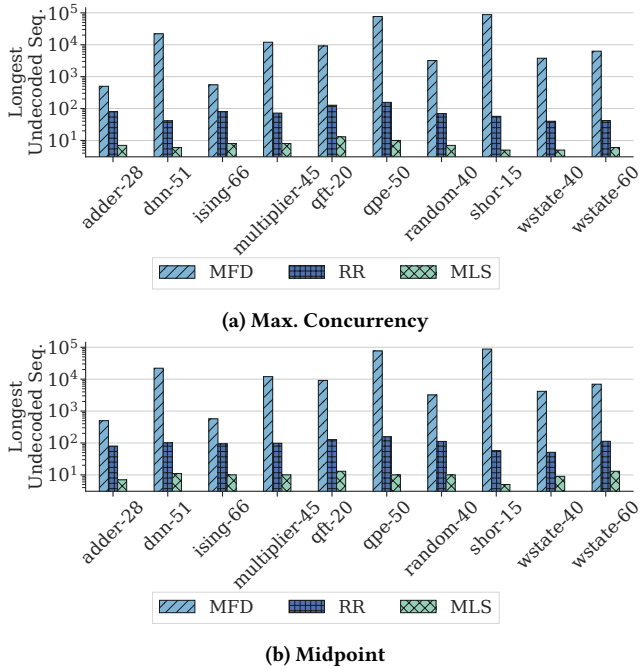 Longest
Undecoded Seq.
10^5
10^4
10^3
10^2
10^1
adder-28
dnn-51
ising-66
multiplier-45
qft-20
qpe-50
random-40
shor-15
wstate-40
wstate-60
MFD RR MLS
(a) Max. Concurrency
Longest
Undecoded Seq.
10^5
10^4
10^3
10^2
10^1
adder-28
dnn-51
ising-66
multiplier-45
qft-20
qpe-50
random-40
shor-15
wstate-40
wstate-60
MFD RR MLS
(b) Midpoint